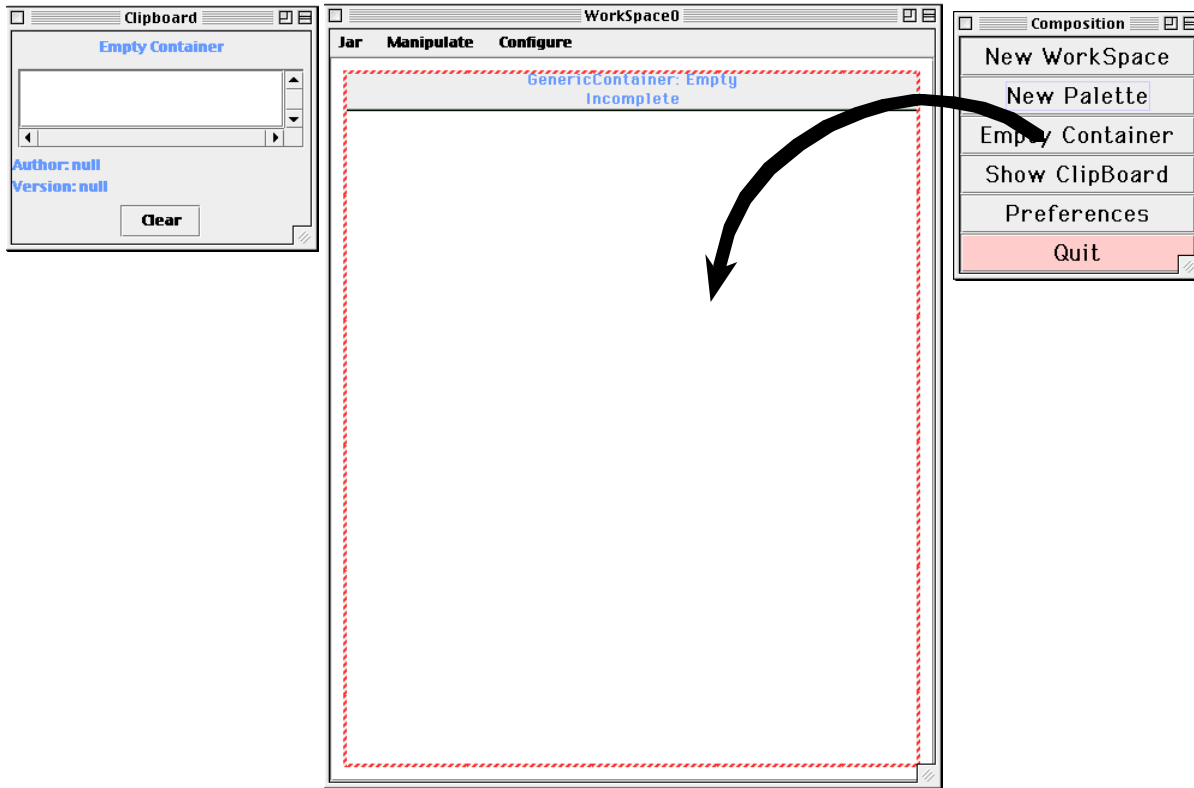 Clipboard
Empty Container
Author: null
Version: null
Clear
WorkSpace0
Jar Manipulate Configure
GenericContainer: Empty
Incomplete
Composition
New WorkSpace
New Palette
Empty Container
Show ClipBoard
Preferences
Quit